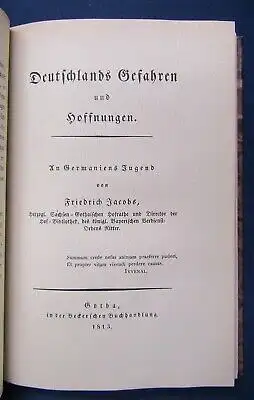 Deutschlands Gefahren
und
Hoffnungen.
An Germaniens Jugend
von
Friedrich Jacobs,
Herzogl. Sachsen-Gothaischen Hofrathe und Director der
Hof-Bibliothek, des königl. Bayerischen Verdienst-
Ordens Ritter.
Summum crede nefas animam praeferre pudori,
Et propter vitam vivendi perdere causas.
JUVENAL.
Gotha,
in der Beckerschen Buchhandlung
1813.